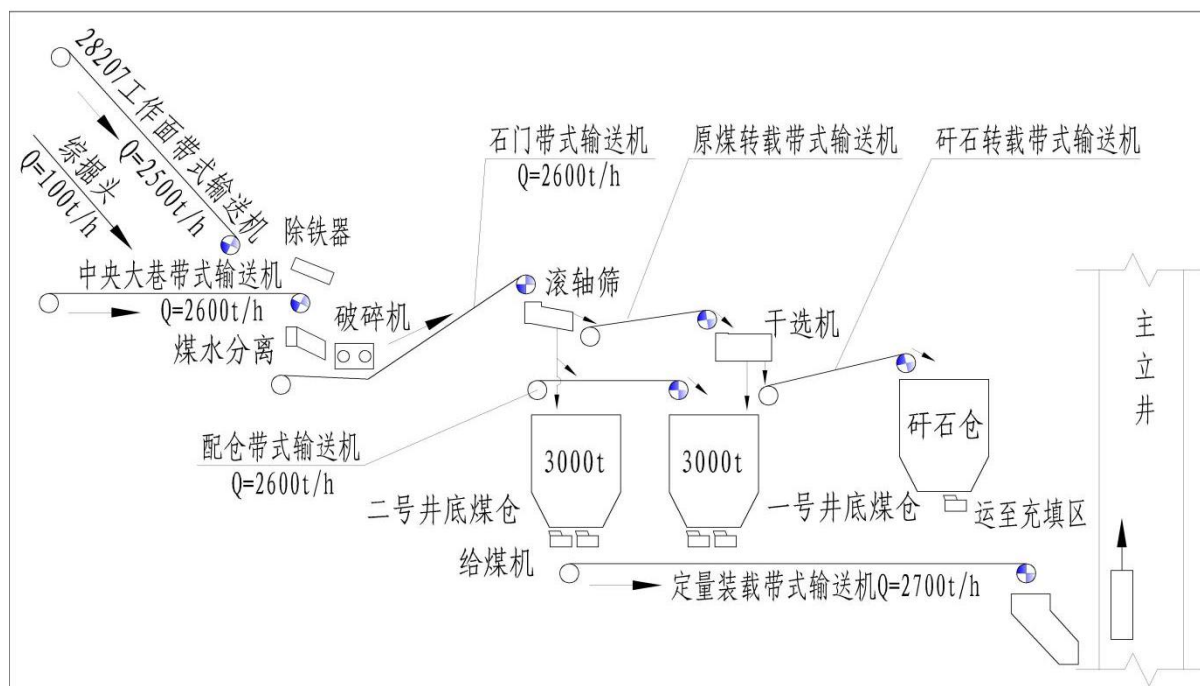 28207工作面带式输送机
Q=2500t/h
综掘头
Q=100t/h
中央大巷带式输送机
Q=2600t/h
除铁器
煤水分离
破碎机
石门带式输送机
Q=2600t/h
原煤转载带式输送机
矸石转载带式输送机
滚轴筛
干选机
配仓带式输送机
Q=2600t/h
3000t
3000t
矸石仓
二号井底煤仓
一号井底煤仓
运至充填区
给煤机
定量装载带式输送机Q=2700t/h
主立井